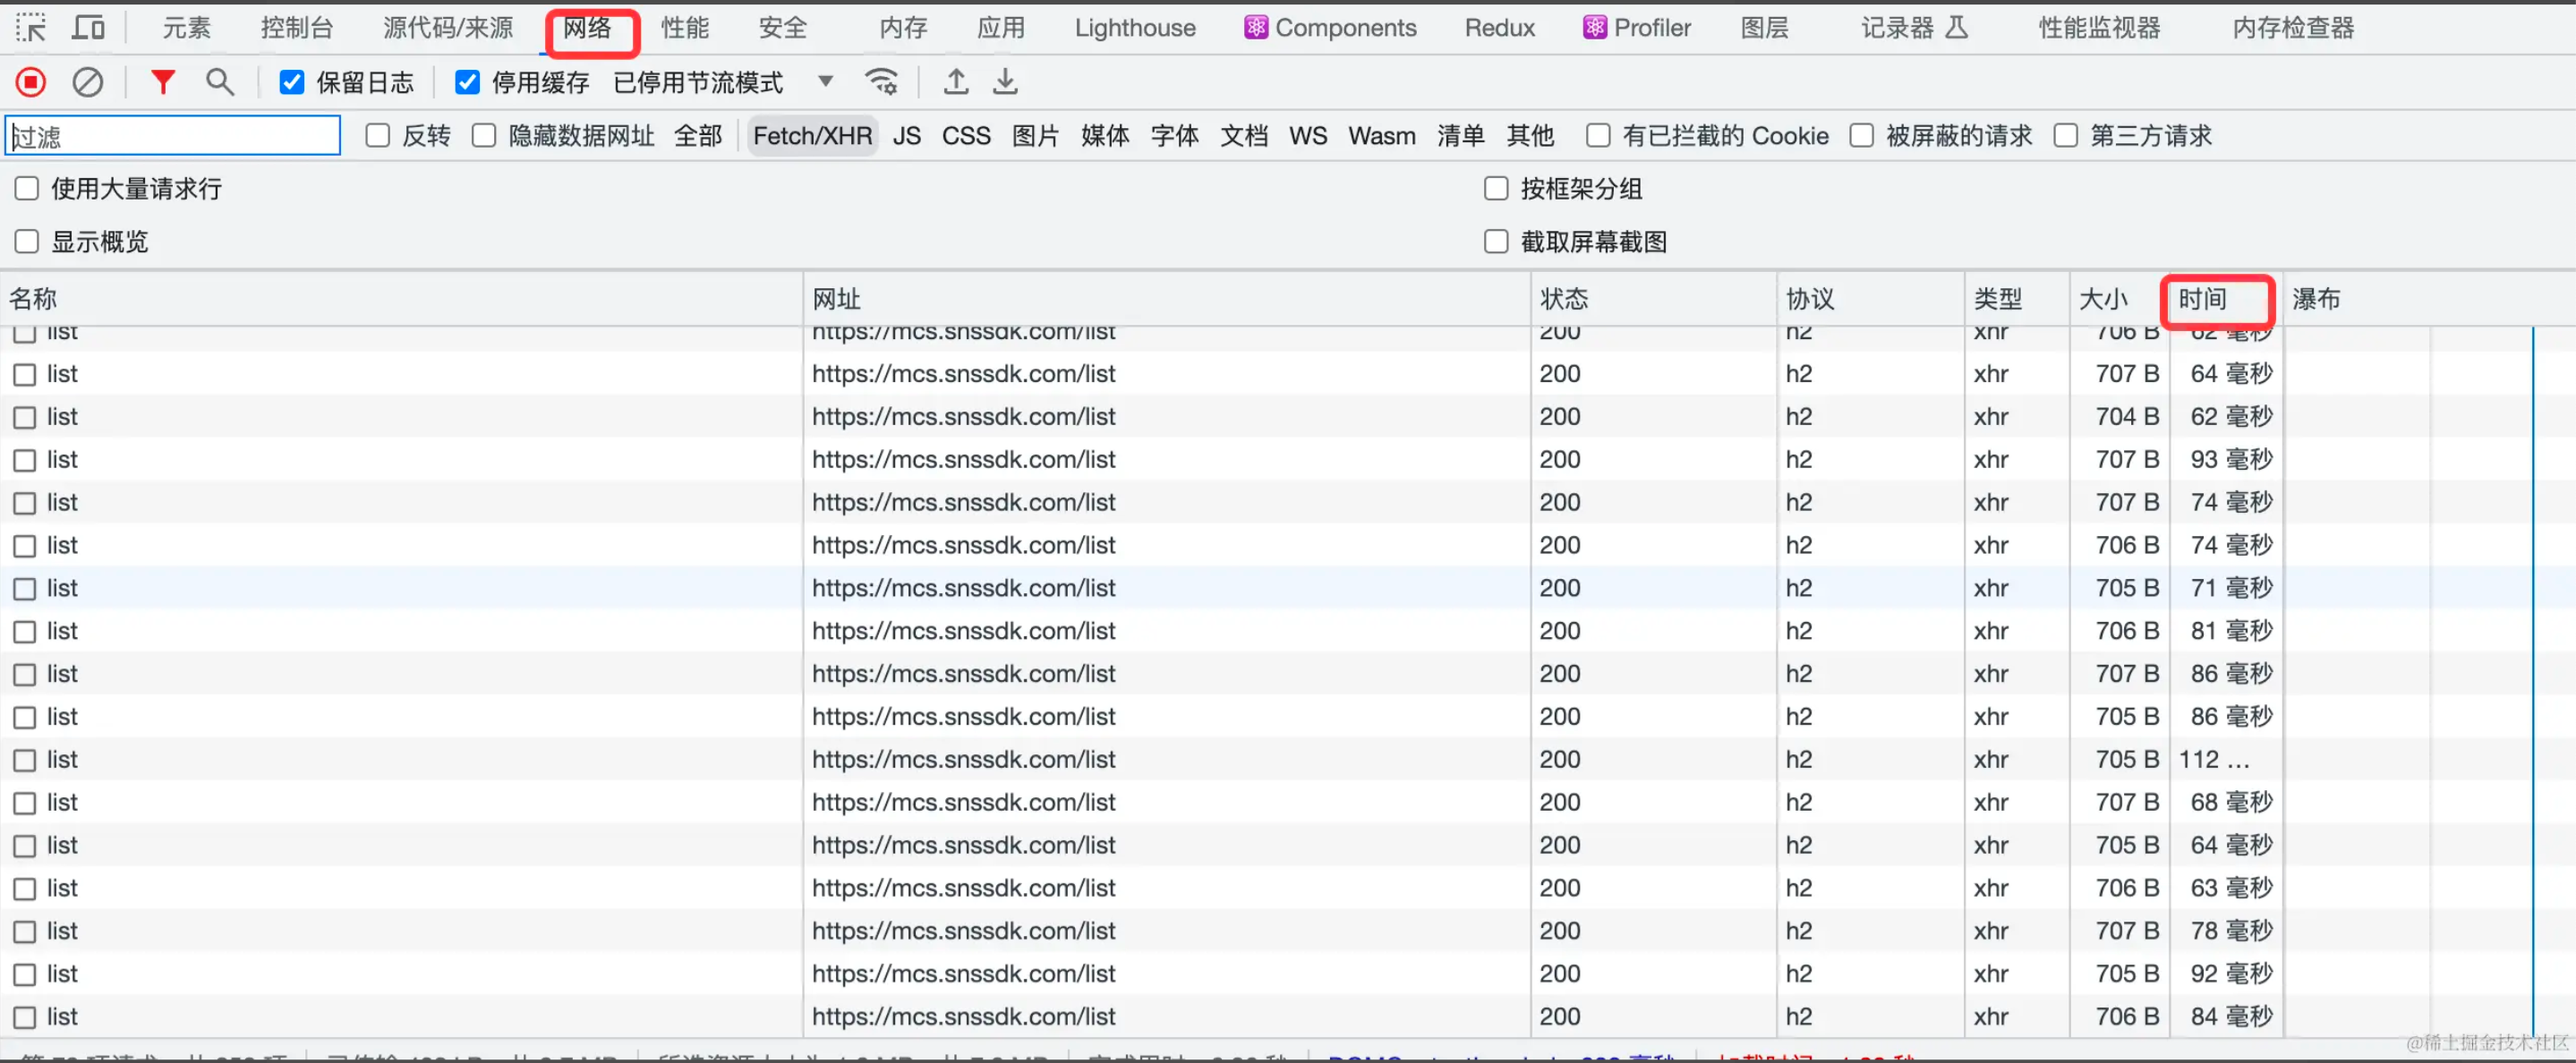 元素 控制台 源代码/来源 网络 性能 安全 内存 应用 Lighthouse Components Redux Profiler 图层 记录器 性能监视器 内存检查器
保留日志 停用缓存 已停用节流模式
过滤 反转 隐藏数据网址 全部 Fetch/XHR JS CSS 图片 媒体 字体 文档 WS Wasm 清单 其他 有已拦截的 Cookie 被屏蔽的请求 第三方请求
使用大量请求行 按框架分组
显示概览 截取屏幕截图
名称 网址 状态 协议 类型 大小 时间 瀑布
list https://mcs.snssdk.com/list 200 h2 xhr 706 B 62 毫秒
list https://mcs.snssdk.com/list 200 h2 xhr 707 B 64 毫秒
list https://mcs.snssdk.com/list 200 h2 xhr 704 B 62 毫秒
list https://mcs.snssdk.com/list 200 h2 xhr 707 B 93 毫秒
list https://mcs.snssdk.com/list 200 h2 xhr 707 B 74 毫秒
list https://mcs.snssdk.com/list 200 h2 xhr 706 B 74 毫秒
list https://mcs.snssdk.com/list 200 h2 xhr 705 B 71 毫秒
list https://mcs.snssdk.com/list 200 h2 xhr 706 B 81 毫秒
list https://mcs.snssdk.com/list 200 h2 xhr 707 B 86 毫秒
list https://mcs.snssdk.com/list 200 h2 xhr 705 B 86 毫秒
list https://mcs.snssdk.com/list 200 h2 xhr 705 B 112 ...
list https://mcs.snssdk.com/list 200 h2 xhr 707 B 68 毫秒
list https://mcs.snssdk.com/list 200 h2 xhr 705 B 64 毫秒
list https://mcs.snssdk.com/list 200 h2 xhr 706 B 63 毫秒
list https://mcs.snssdk.com/list 200 h2 xhr 707 B 78 毫秒
list https://mcs.snssdk.com/list 200 h2 xhr 705 B 92 毫秒
list https://mcs.snssdk.com/list 200 h2 xhr 706 B 84 毫秒
@稀土掘金技术社区